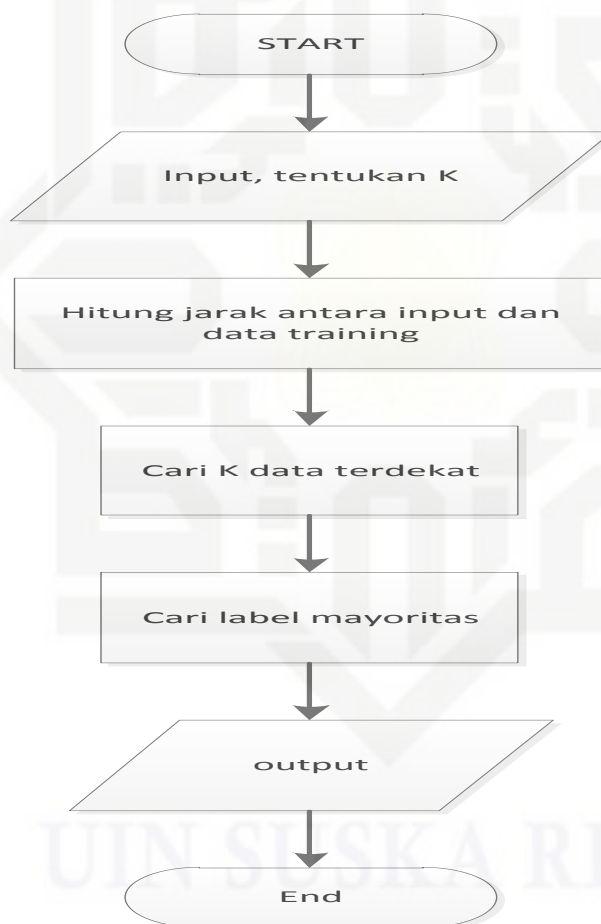 START
Input, tentukan K
Hitung jarak antara input dan
data training
Cari K data terdekat
Cari label mayoritas
output
UIN SUSKA RI
End